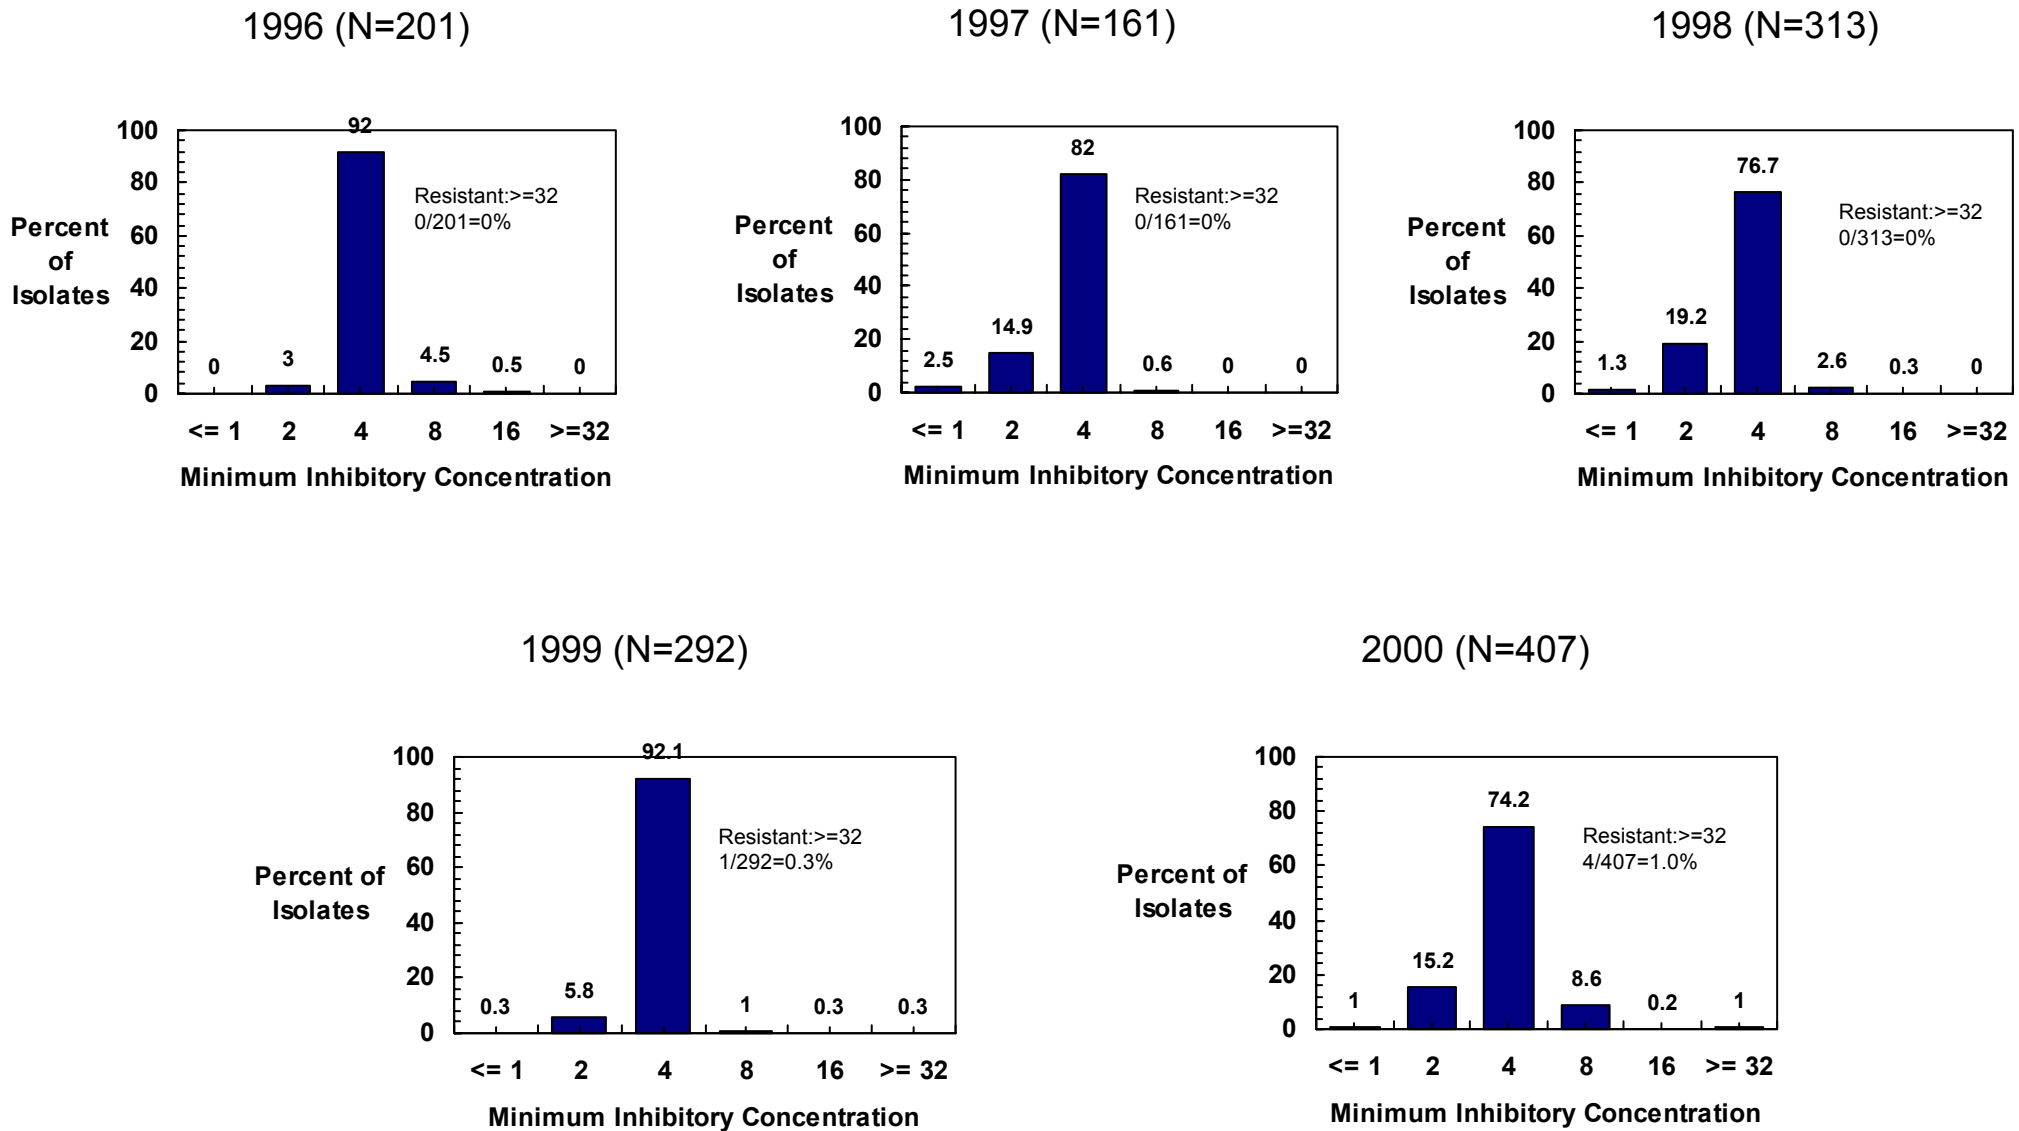 1996 (N=201)
92
100
80
60
40
20
0
Percent
of
Isolates
Resistant:>=32
0/201=0%
0
3
4.5
0.5
0
<= 1 2 4 8 16 >=32
Minimum Inhibitory Concentration
1997 (N=161)
100
80
60
40
20
0
Percent
of
Isolates
82
Resistant:>=32
0/161=0%
2.5
14.9
0.6
0
0
<= 1 2 4 8 16 >=32
Minimum Inhibitory Concentration
1998 (N=313)
100
80
60
40
20
0
Percent
of
Isolates
76.7
Resistant:>=32
0/313=0%
1.3
19.2
2.6
0.3
0
<= 1 2 4 8 16 >=32
Minimum Inhibitory Concentration
1999 (N=292)
92.1
100
80
60
40
20
0
Percent of
Isolates
Resistant:>=32
1/292=0.3%
0.3
5.8
1
0.3
0.3
<= 1 2 4 8 16 >= 32
Minimum Inhibitory Concentration
2000 (N=407)
100
80
60
40
20
0
Percent of
Isolates
74.2
Resistant:>=32
4/407=1.0%
1
15.2
8.6
0.2
1
<= 1 2 4 8 16 >= 32
Minimum Inhibitory Concentration